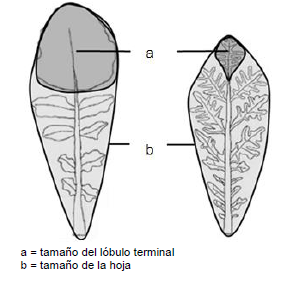 a
b
a = tamaño del lóbulo terminal
b = tamaño de la hoja